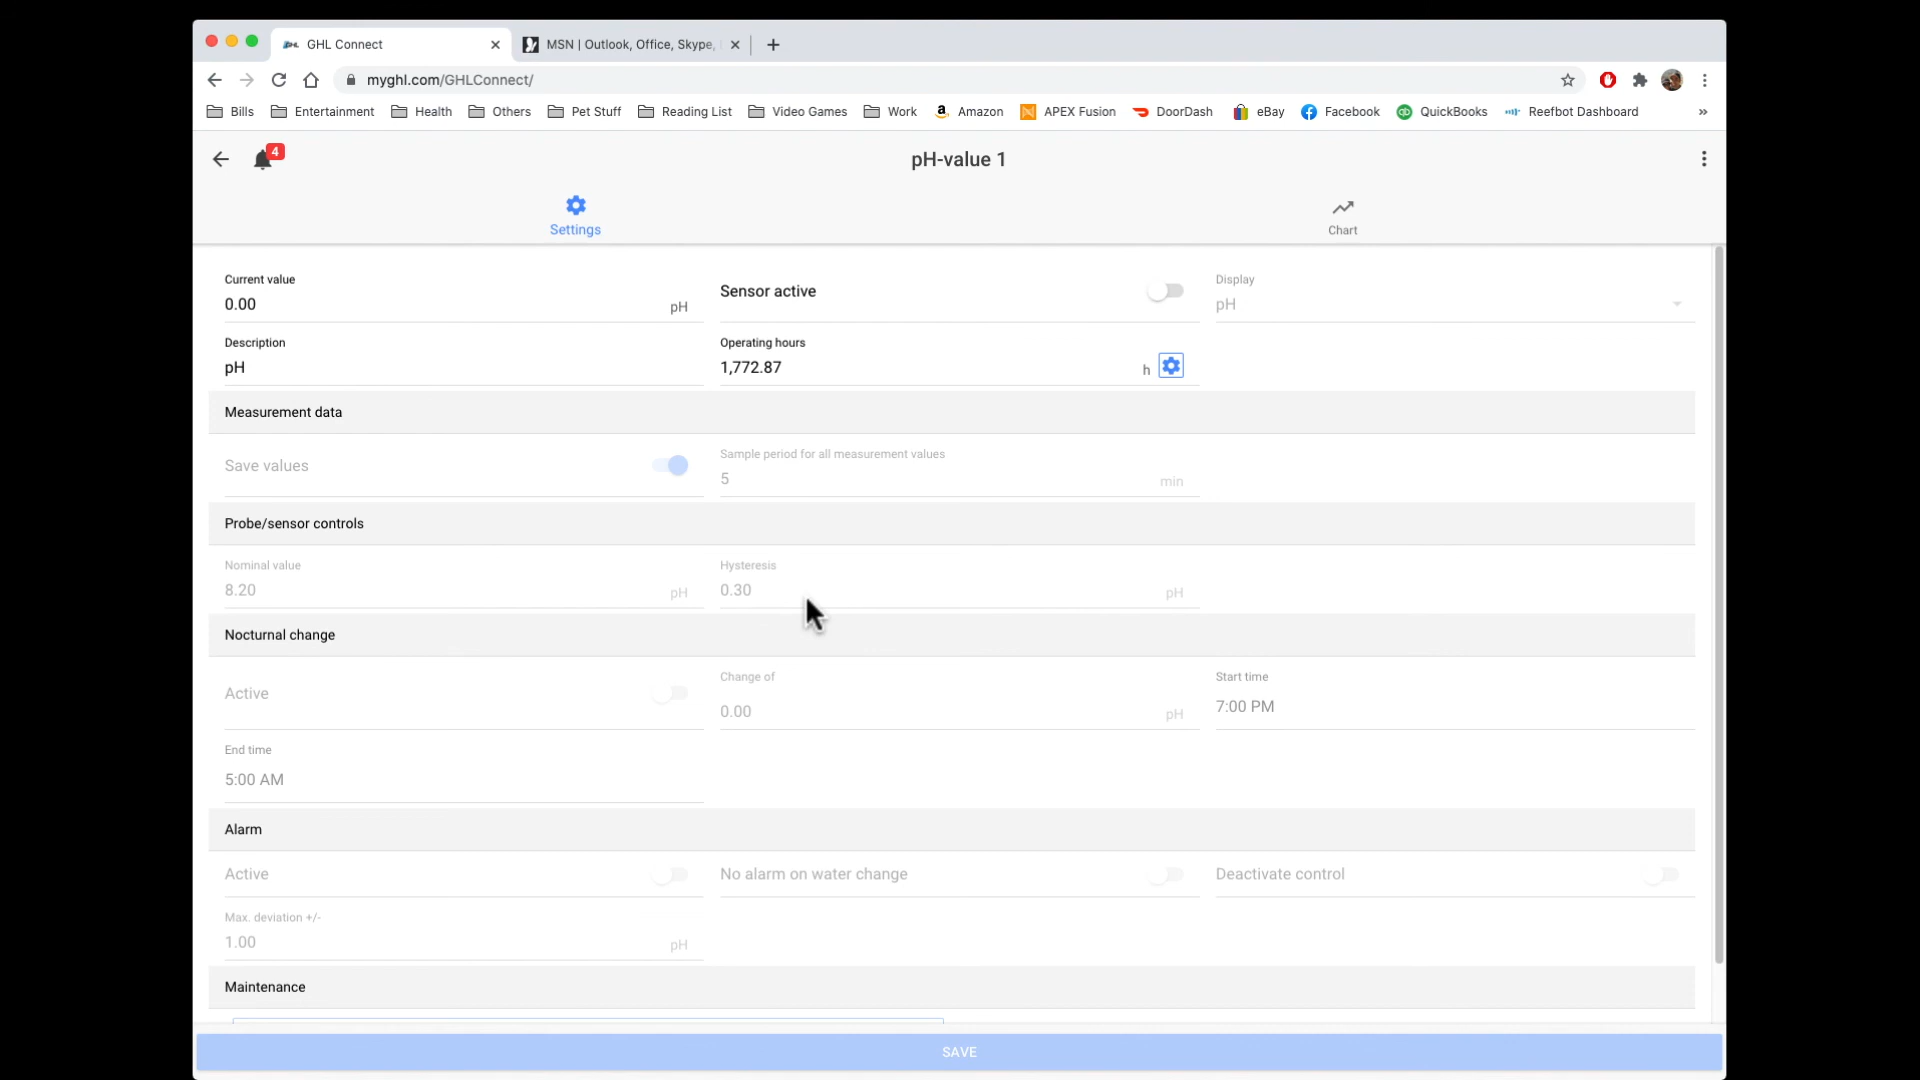 GHL Connect
MSN | Outlook, Office, Skype,
myghl.com/GHLConnect/
Bills Entertainment Health Others Pet Stuff Reading List Video Games Work Amazon APEX Fusion DoorDash eBay Facebook QuickBooks Reefbot Dashboard »
4
pH-value 1
Settings
Chart
Current value
0.00 pH
Sensor active
Display
pH
Description
pH
Operating hours
1,772.87 h
Measurement data
Save values
Sample period for all measurement values
5 min
Probe/sensor controls
Nominal value
8.20 pH
Hysteresis
0.30 pH
Nocturnal change
Active
Change of
0.00 pH
Start time
7:00 PM
End time
5:00 AM
Alarm
Active
No alarm on water change
Deactivate control
Max. deviation +/-
1.00 pH
Maintenance
SAVE